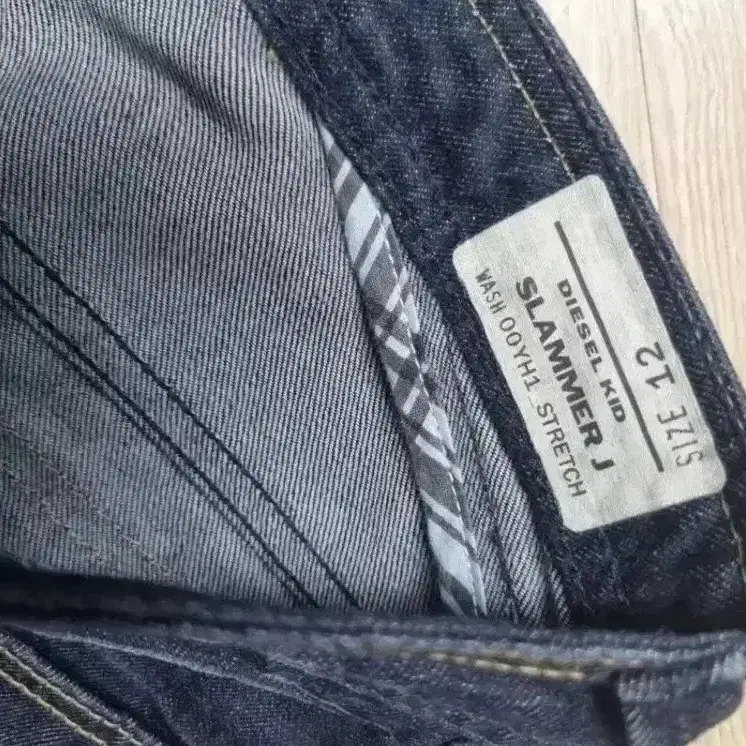 DIESEL KID
SLAMMER J
WASH 00YH1 STRETCH
SIZE 12